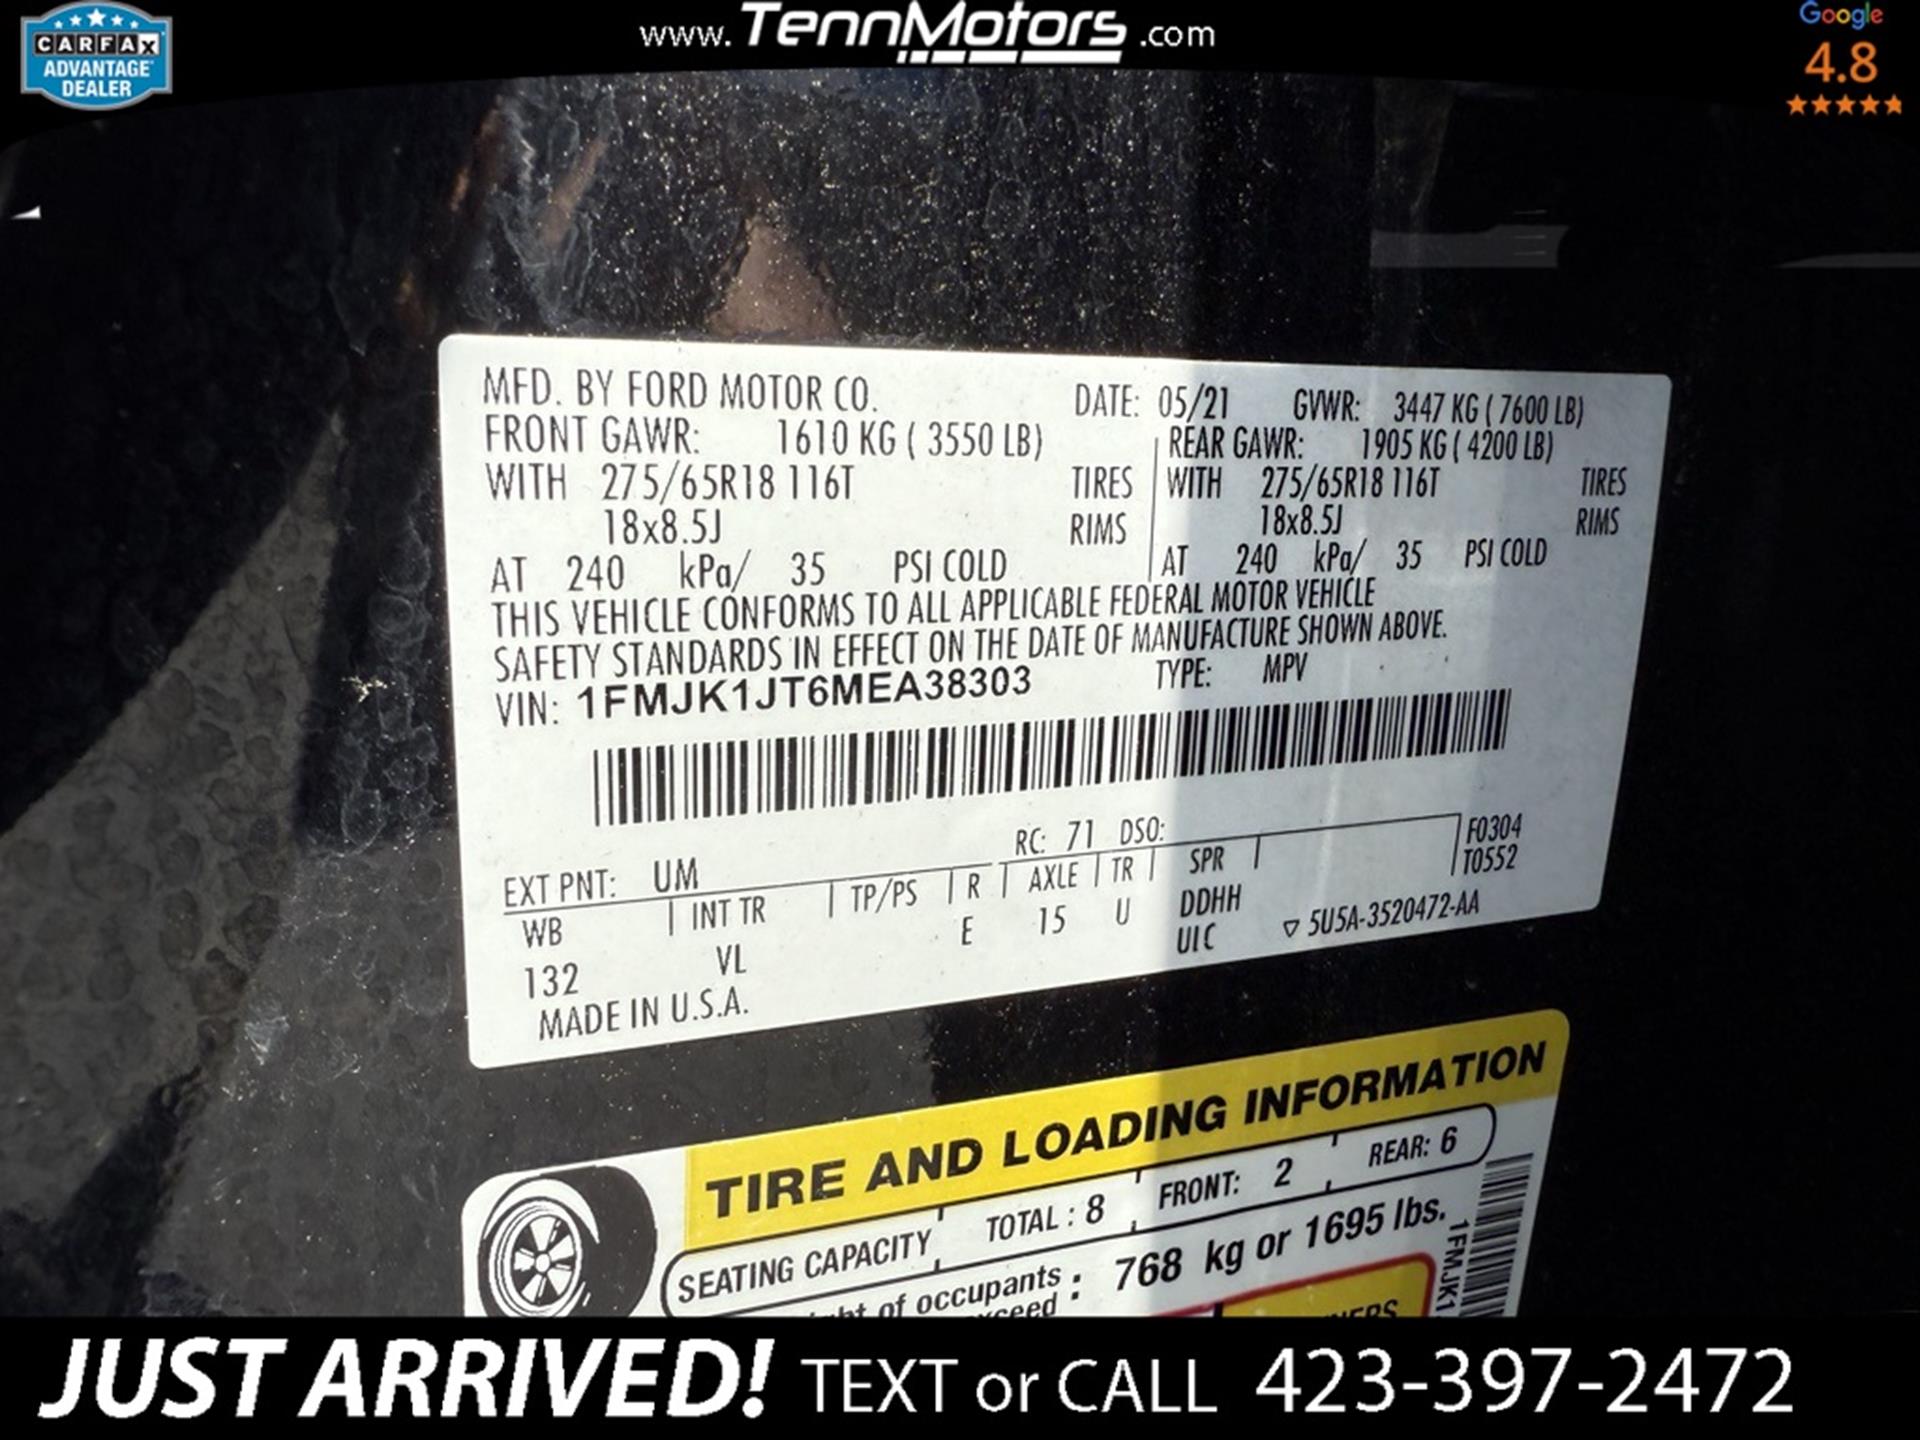 CARFAX
ADVANTAGE
DEALER
www.TennMotors.com
Google
4.8
MFD. BY FORD MOTOR CO. DATE: 05/21 GVWR: 3447 KG ( 7600 LB)
FRONT GAWR: 1610 KG ( 3550 LB) REAR GAWR: 1905 KG ( 4200 LB)
WITH 275/65R18 116T TIRES WITH 275/65R18 116T TIRES
18x8.5J RIMS 18x8.5J RIMS
AT 240 kPa/ 35 PSI COLD AT 240 kPa/ 35 PSI COLD
THIS VEHICLE CONFORMS TO ALL APPLICABLE FEDERAL MOTOR VEHICLE
SAFETY STANDARDS IN EFFECT ON THE DATE OF MANUFACTURE SHOWN ABOVE.
VIN: 1FMJK1JT6MEA38303 TYPE: MPV
EXT PNT: UM RC: 71 DSO: F0304
WB INT TR TP/PS R AXLE TR SPR T0552
132 VL E 15 U DDHH
UIC 5U5A-3520472-AA
MADE IN U.S.A.
TIRE AND LOADING INFORMATION
SEATING CAPACITY TOTAL : 8 FRONT: 2 REAR: 6
of occupants : 768 kg or 1695 lbs.
1FMJK1
JUST ARRIVED! TEXT or CALL 423-397-2472